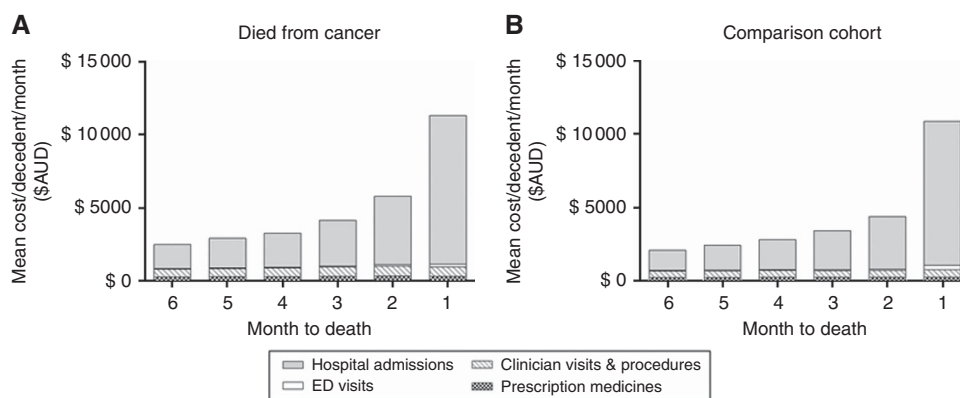 A
Died from cancer
Mean cost/decedent/month
($AUD)
$ 15 000
$ 10 000
$ 5000
$ 0
6 5 4 3 2 1
Month to death
B
Comparison cohort
Mean cost/decedent/month
($AUD)
$ 15 000
$ 10 000
$ 5000
$ 0
6 5 4 3 2 1
Month to death
Hospital admissions
Clinician visits & procedures
ED visits
Prescription medicines